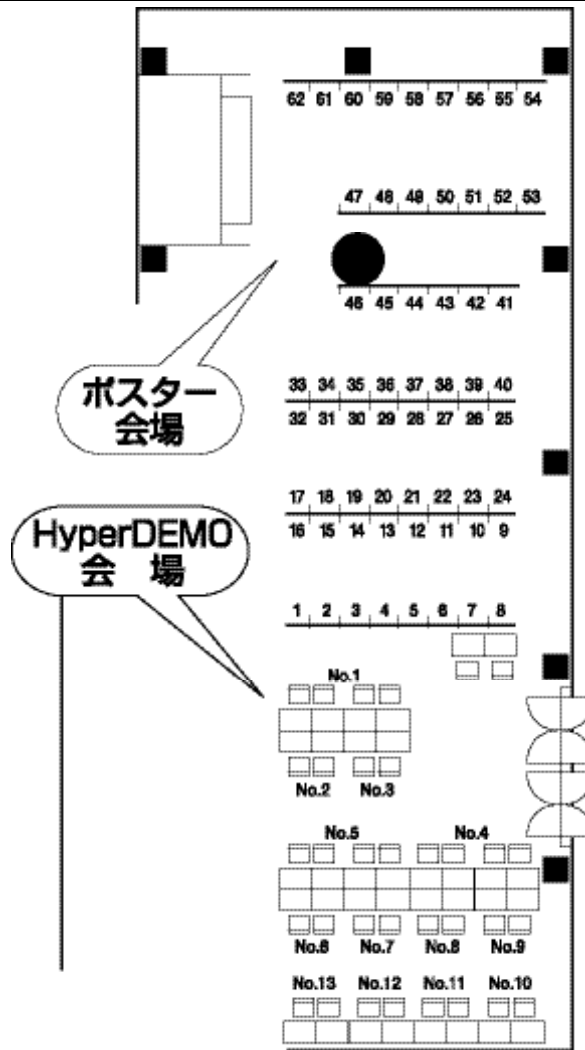 62 61 60 59 58 57 56 55 54
47 48 49 50 51 52 53
46 45 44 43 42 41
ポスター
会場
33 34 35 36 37 38 39 40
32 31 30 29 28 27 26 25
17 18 19 20 21 22 23 24
16 15 14 13 12 11 10 9
HyperDEMO
会 場
1 2 3 4 5 6 7 8
No.1
No.2 No.3
No.5 No.4
No.6 No.7 No.8 No.9
No.13 No.12 No.11 No.10